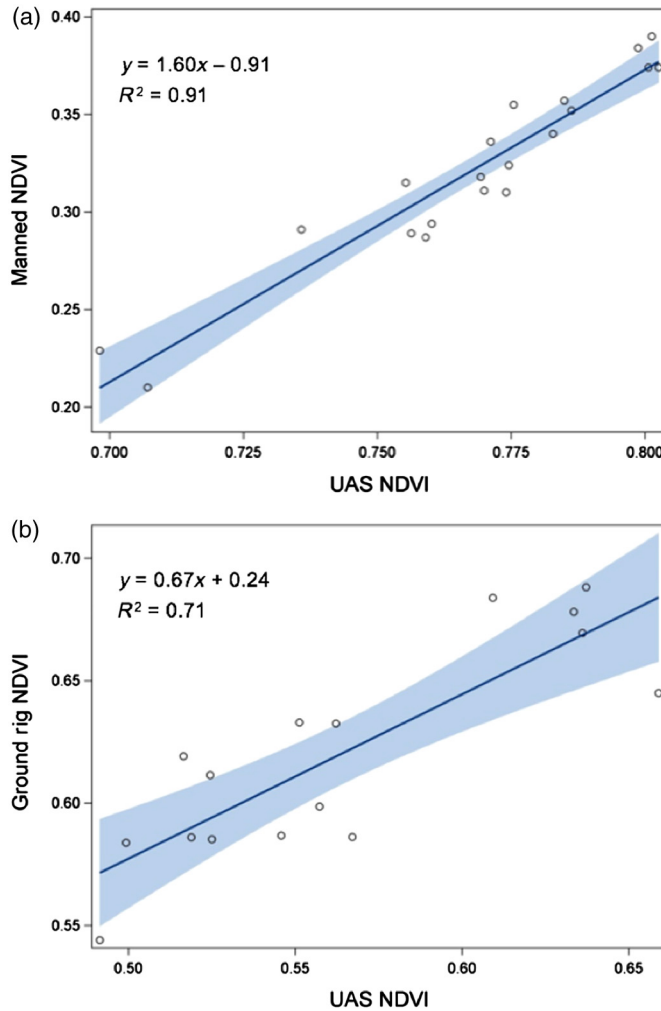 (a)
0.40
y = 1.60x – 0.91
R² = 0.91
0.35
Manned NDVI
0.30
0.25
0.20
0.700 0.725 0.750 0.775 0.800
UAS NDVI
(b)
0.70
y = 0.67x + 0.24
R² = 0.71
0.65
Ground rig NDVI
0.60
0.55
0.50 0.55 0.60 0.65
UAS NDVI